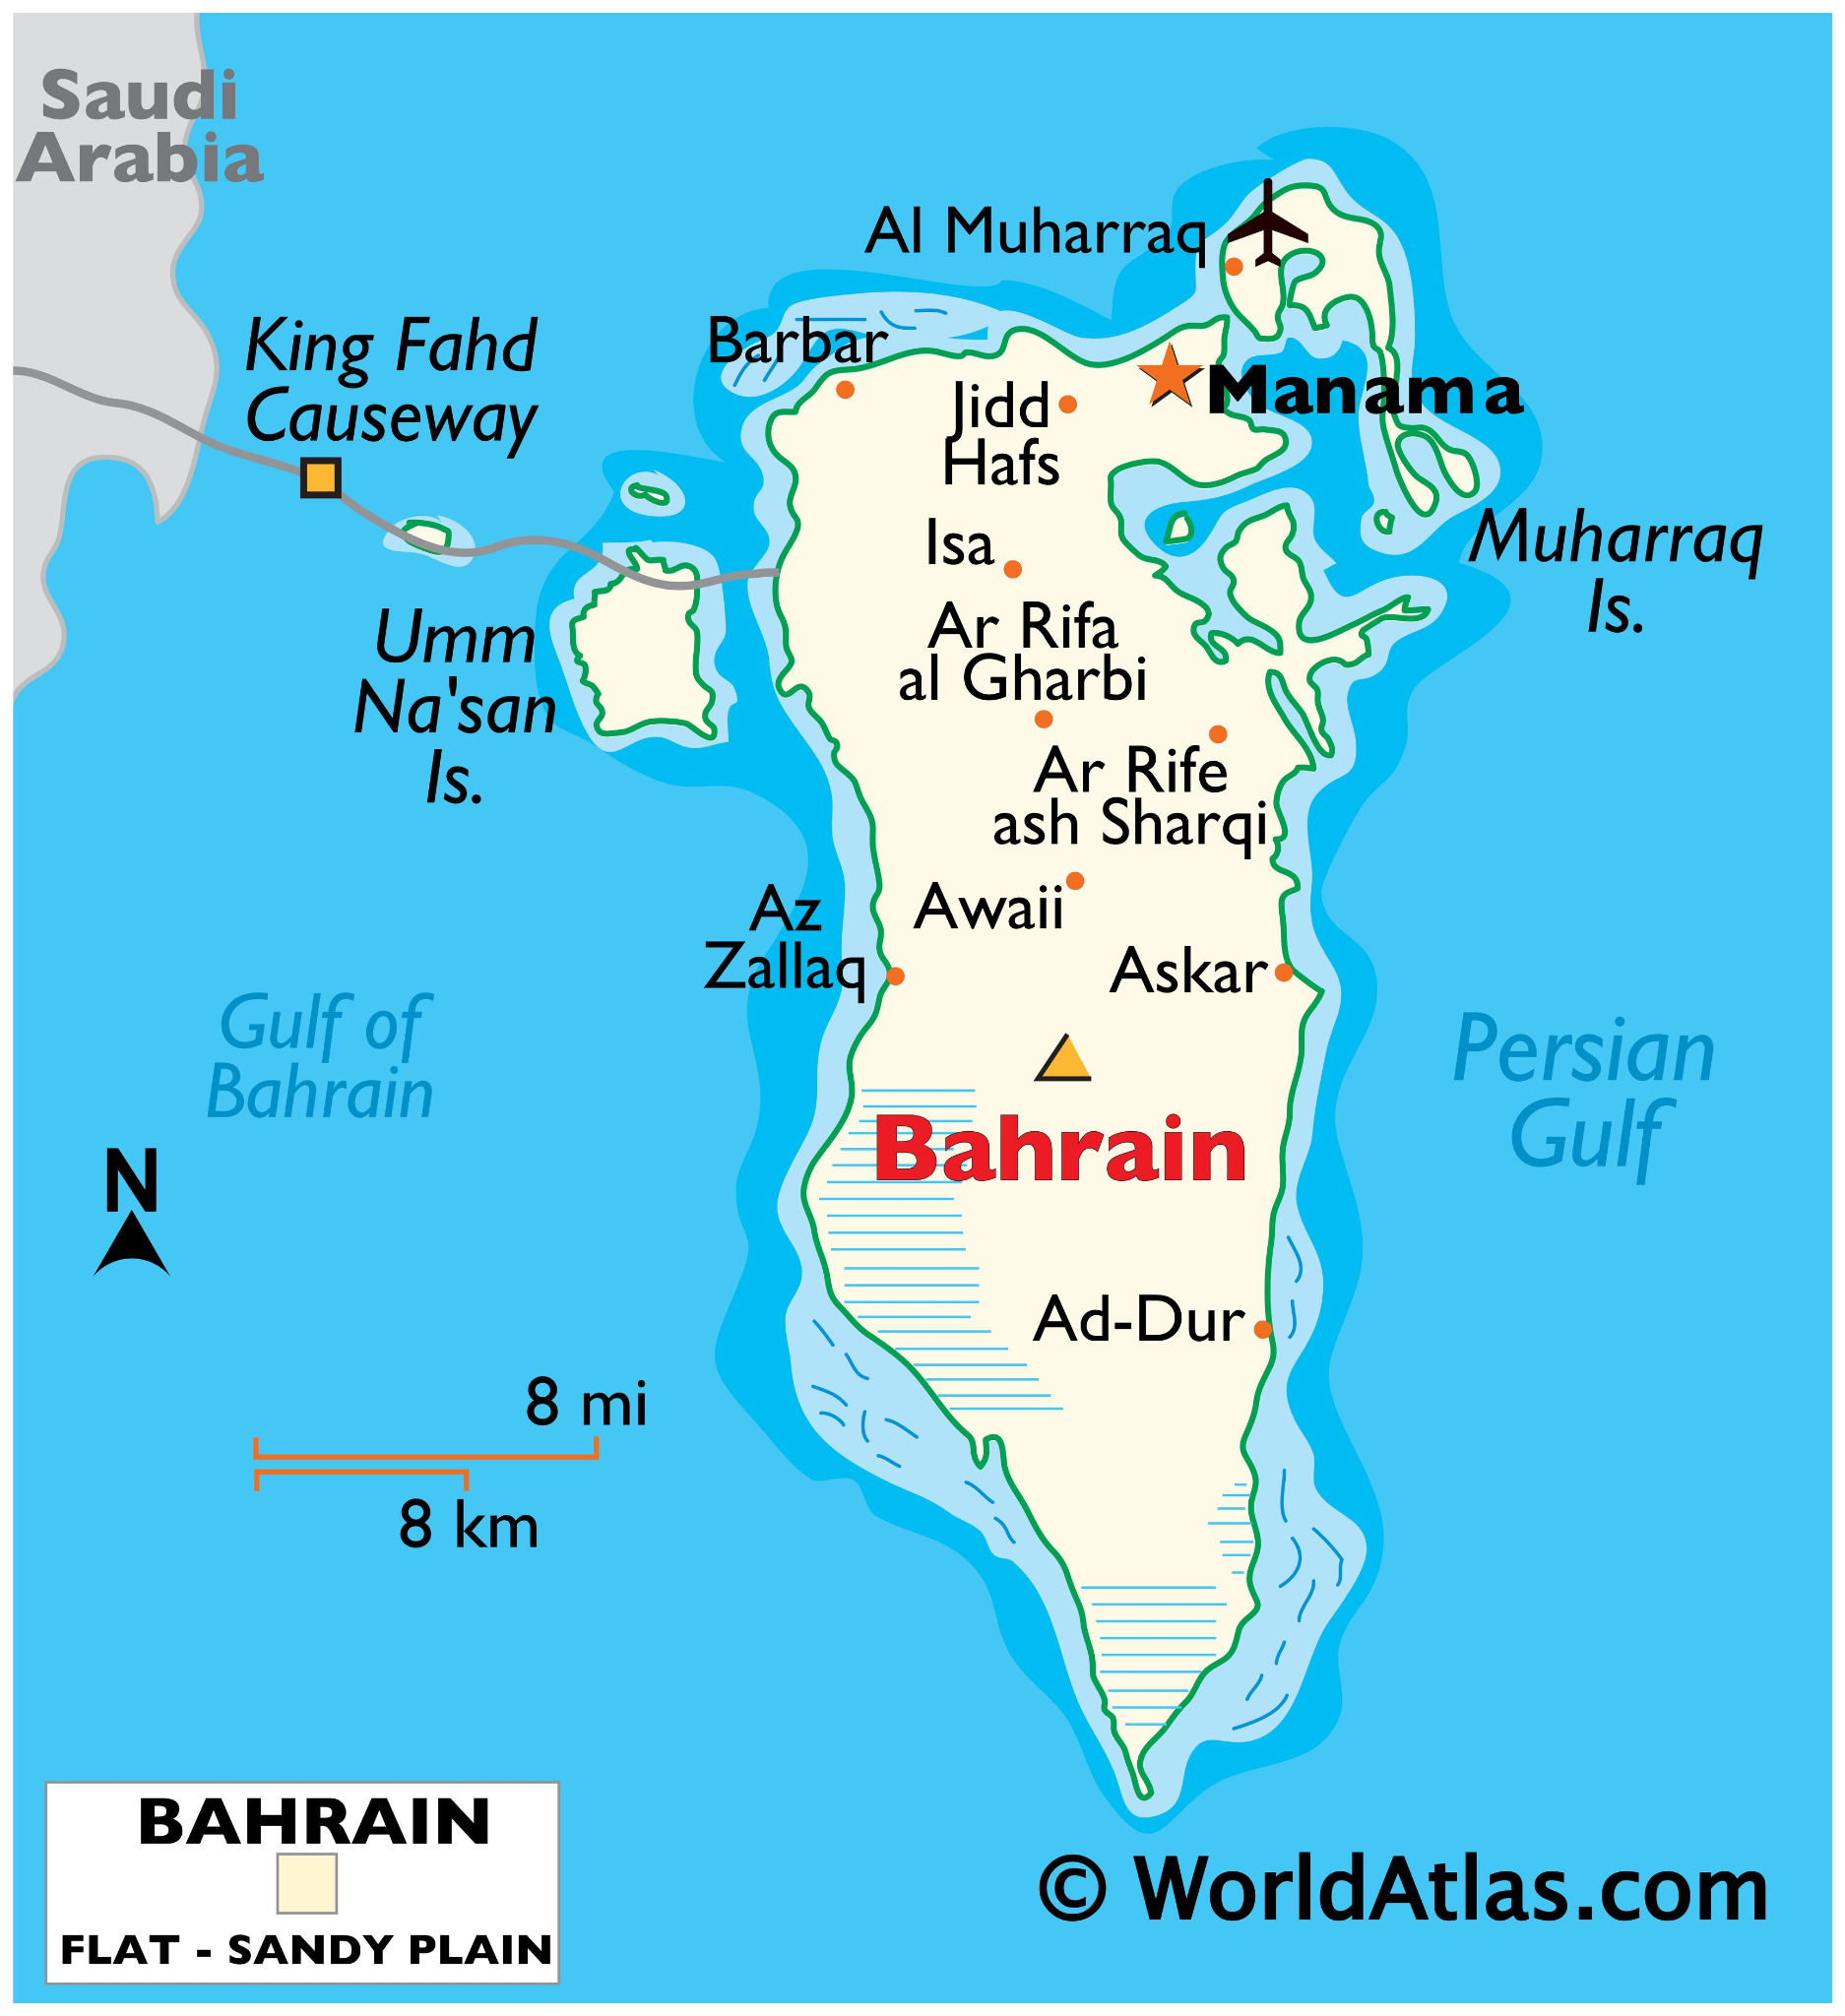 Saudi
Arabia
Al Muharraq
King Fahd
Causeway
Barbar
Jidd
Hafs
Manama
Isa
Muharraq
Is.
Umm
Na'san
Is.
Ar Rifa
al Gharbi
Ar Rife
ash Sharqi
Az
Zallaq
Awaii
Askar
Gulf of
Bahrain
Persian
Gulf
Bahrain
N
Ad-Dur
8 mi
8 km
BAHRAIN
FLAT - SANDY PLAIN
© WorldAtlas.com